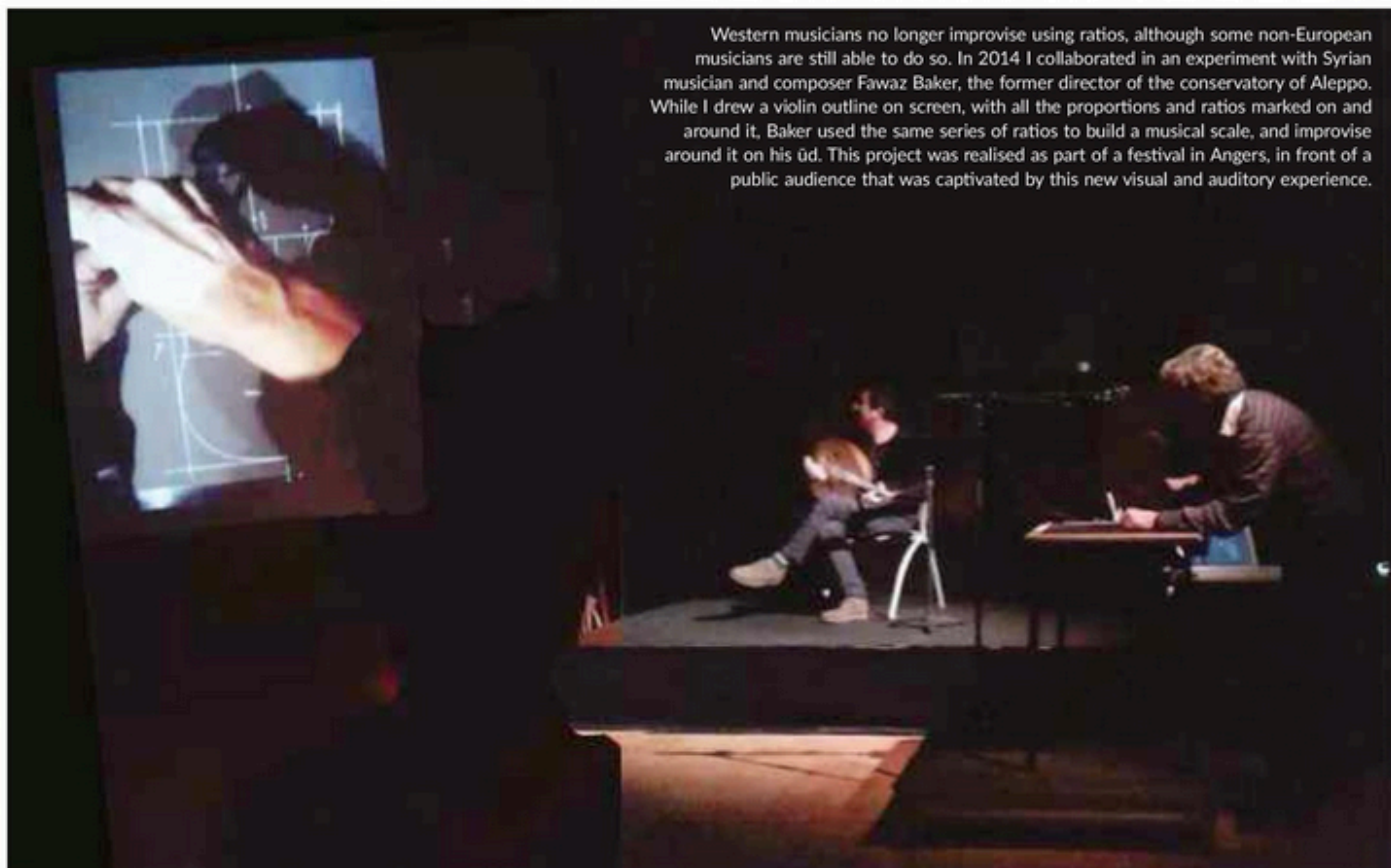 Western musicians no longer improvise using ratios, although some non-European
musicians are still able to do so. In 2014 I collaborated in an experiment with Syrian
musician and composer Fawaz Baker, the former director of the conservatory of Aleppo.
While I drew a violin outline on screen, with all the proportions and ratios marked on and
around it, Baker used the same series of ratios to build a musical scale, and improvise
around it on his ūd. This project was realised as part of a festival in Angers, in front of a
public audience that was captivated by this new visual and auditory experience.